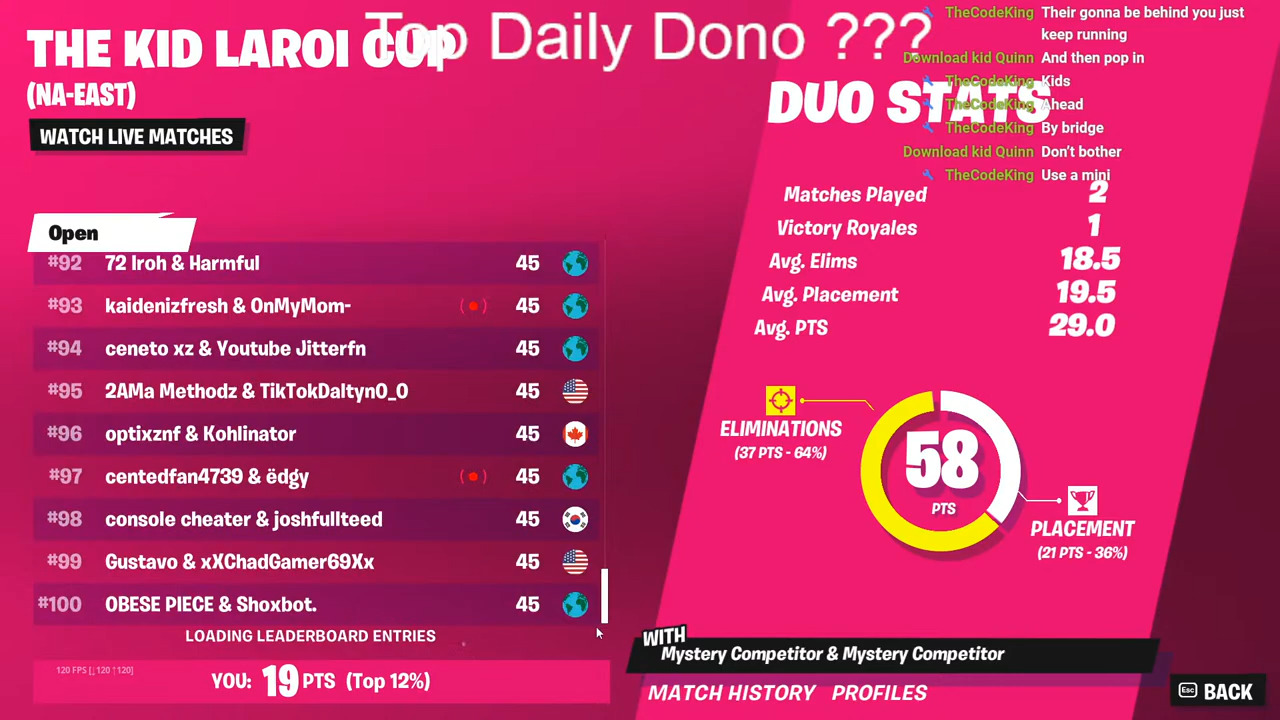 THE KID LAROI CUP
Top Daily Dono ???
(NA-EAST)
WATCH LIVE MATCHES
TheCodeKing Their gonna be behind you just
keep running
Download kid Quinn And then pop in
TheCodeKing Kids
TheCodeKing Ahead
TheCodeKing By bridge
Download kid Quinn Don't bother
TheCodeKing Use a mini
Open
#92 72 Iroh & Harmful 45
#93 kaidenizfresh & OnMyMom- 45
#94 ceneto xz & Youtube Jitterfn 45
#95 2AMa Methodz & TikTokDaltyn0_0 45
#96 optixznf & Kohlinator 45
#97 centedfan4739 & ëdgy 45
#98 console cheater & joshfullteed 45
#99 Gustavo & xXChadGamer69Xx 45
#100 OBESE PIECE & Shoxbot. 45
LOADING LEADERBOARD ENTRIES
120 FPS [↓120 ↑120]
YOU: 19 PTS (Top 12%)
DUO STATS
Matches Played 2
Victory Royales 1
Avg. Elims 18.5
Avg. Placement 19.5
Avg. PTS 29.0
ELIMINATIONS
(37 PTS - 64%)
58
PTS
PLACEMENT
(21 PTS - 36%)
WITH
Mystery Competitor & Mystery Competitor
MATCH HISTORY PROFILES
Esc BACK